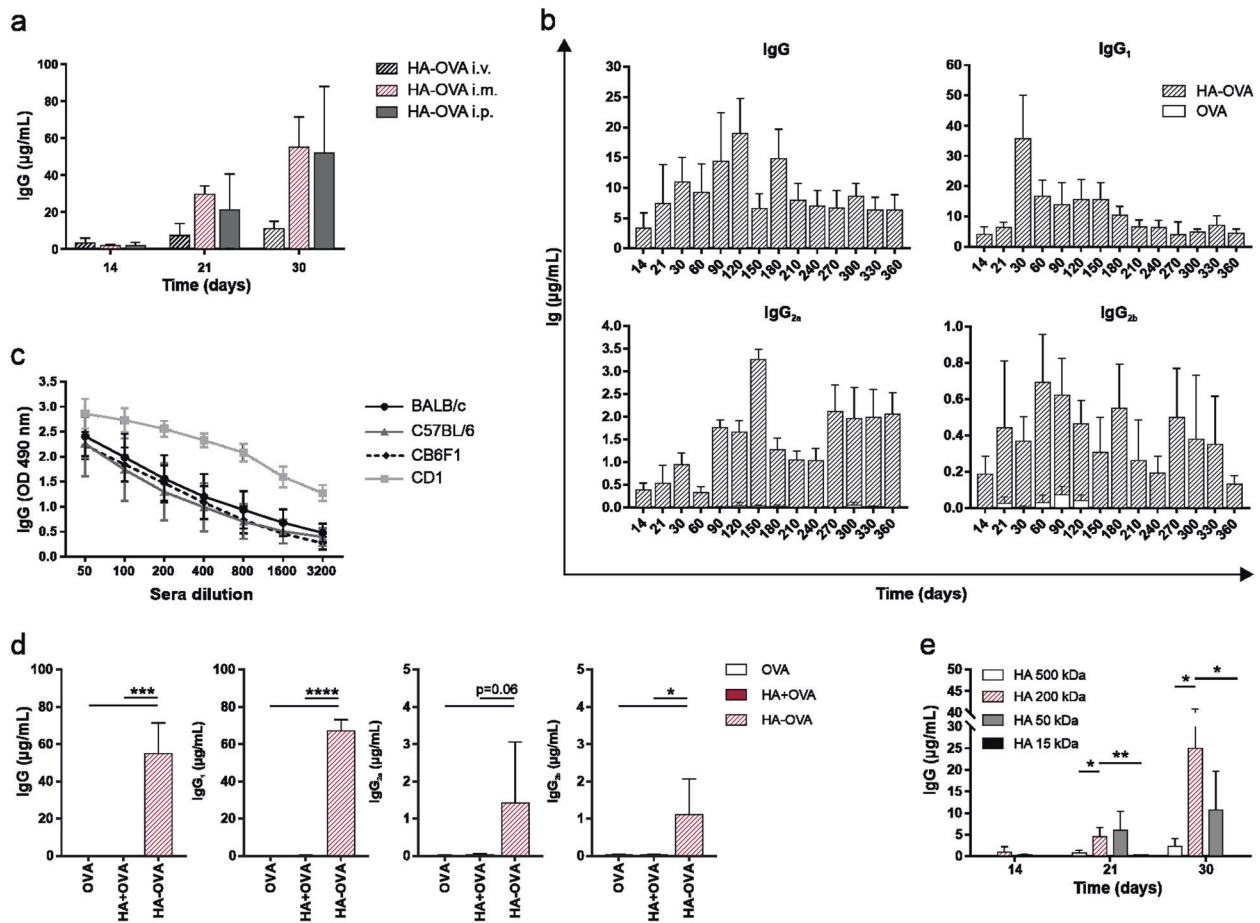 a
IgG (µg/mL)
100
80
60
40
20
0
14 21 30
Time (days)
HA-OVA i.v.
HA-OVA i.m.
HA-OVA i.p.
b
Ig (µg/mL)
Time (days)
IgG
30
25
20
15
10
5
0
14 21 30 60 90 120 150 180 210 240 270 300 330 360
IgG₁
60
50
40
30
20
10
0
14 21 30 60 90 120 150 180 210 240 270 300 330 360
HA-OVA
OVA
IgG₂ₐ
4.0
3.5
3.0
2.5
2.0
1.5
1.0
0.5
0.0
14 21 30 60 90 120 150 180 210 240 270 300 330 360
IgG2b
1.0
0.8
0.6
0.4
0.2
0.0
14 21 30 60 90 120 150 180 210 240 270 300 330 360
c
IgG (OD 490 nm)
3.5
3.0
2.5
2.0
1.5
1.0
0.5
0.0
50 100 200 400 800 1600 3200
Sera dilution
BALB/c
C57BL/6
CB6F1
CD1
d
IgG (µg/mL)
100
80
60
40
20
0
***
OVA
HA+OVA
HA-OVA
IgG₁ (µg/mL)
100
80
60
40
20
0
****
OVA
HA+OVA
HA-OVA
IgG₂ₐ (µg/mL)
5
4
3
2
1
0
p=0.06
OVA
HA+OVA
HA-OVA
IgG2b (µg/mL)
5
4
3
2
1
0
*
OVA
HA+OVA
HA-OVA
OVA
HA+OVA
HA-OVA
e
IgG (µg/mL)
50
45
40
35
30
25
20
15
10
5
0
HA 500 kDa
HA 200 kDa
HA 50 kDa
HA 15 kDa
* **
* *
14 21 30
Time (days)